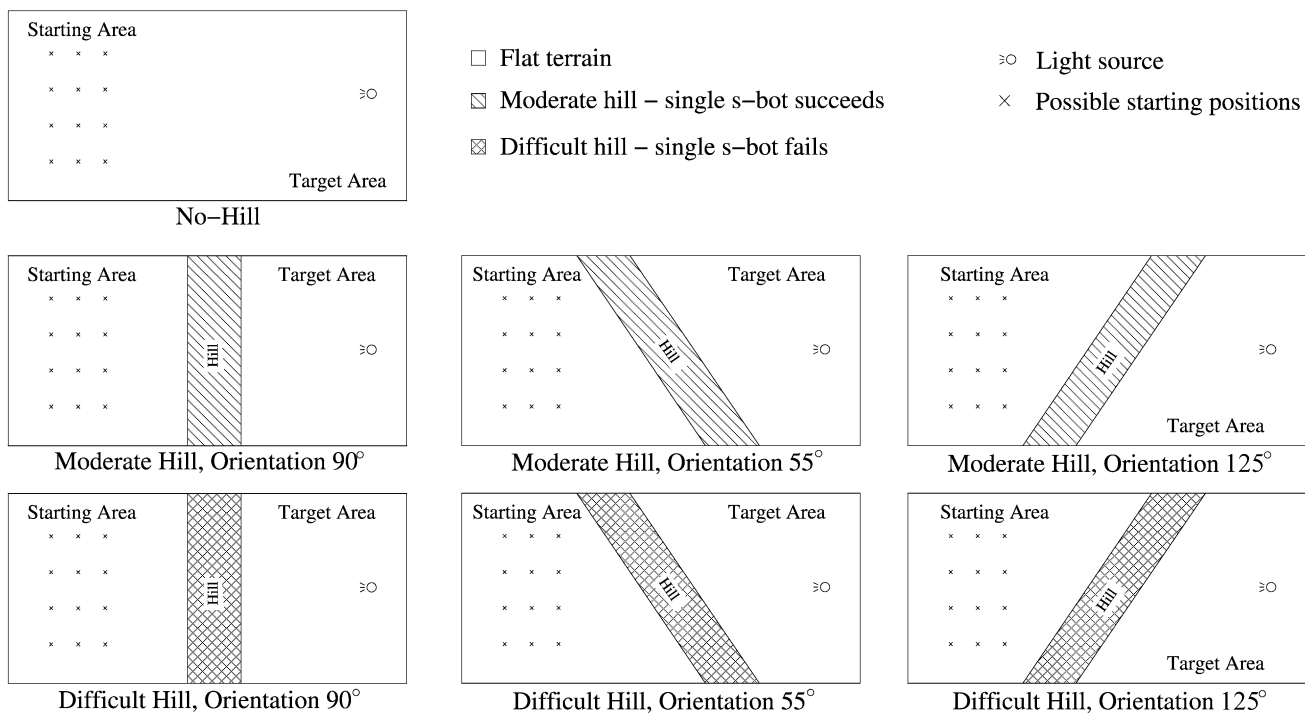 Starting Area
Target Area
No−Hill
Flat terrain
Moderate hill − single s−bot succeeds
Difficult hill − single s−bot fails
Light source
Possible starting positions
Starting Area
Hill
Target Area
Moderate Hill, Orientation 90°
Starting Area
Hill
Target Area
Moderate Hill, Orientation 55°
Starting Area
Hill
Target Area
Moderate Hill, Orientation 125°
Starting Area
Hill
Target Area
Difficult Hill, Orientation 90°
Starting Area
Hill
Target Area
Difficult Hill, Orientation 55°
Starting Area
Hill
Target Area
Difficult Hill, Orientation 125°